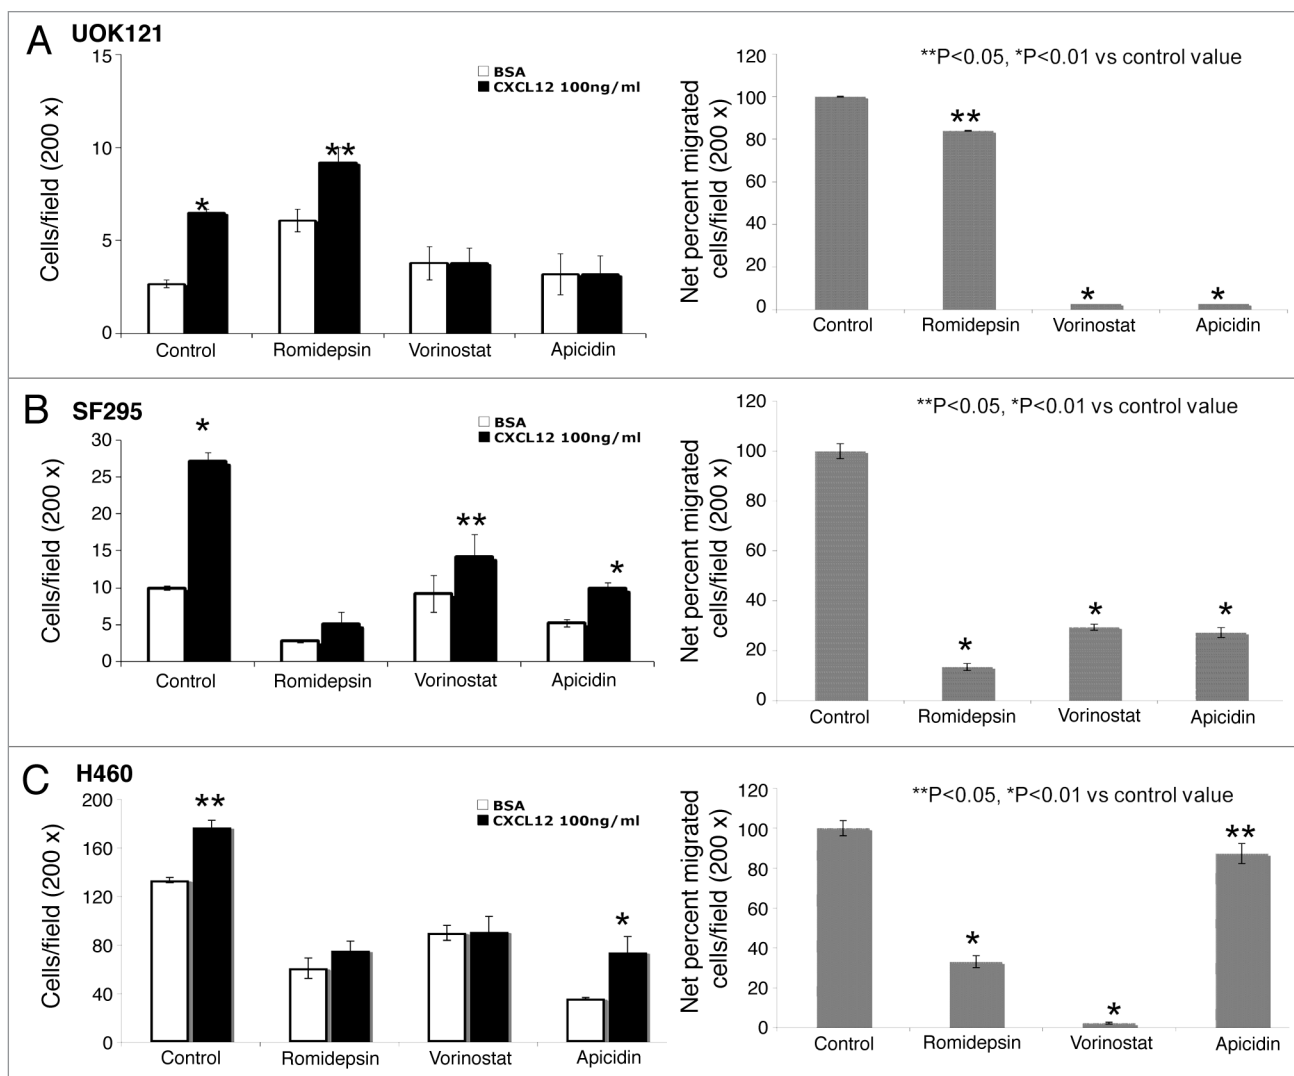 A UOK121
Cells/field (200 x)
15
10
5
0
BSA
CXCL12 100ng/ml
*
**
Control Romidepsin Vorinostat Apicidin
Net percent migrated
cells/field (200 x)
120
100
80
60
40
20
0
**P<0.05, *P<0.01 vs control value
**
*
*
Control Romidepsin Vorinostat Apicidin
B SF295
Cells/field (200 x)
30
25
20
15
10
5
0
BSA
CXCL12 100ng/ml
*
**
*
Control Romidepsin Vorinostat Apicidin
Net percent migrated
cells/field (200 x)
120
100
80
60
40
20
0
**P<0.05, *P<0.01 vs control value
*
*
*
Control Romidepsin Vorinostat Apicidin
C H460
Cells/field (200 x)
200
160
120
80
40
0
BSA
CXCL12 100ng/ml
**
*
Control Romidepsin Vorinostat Apicidin
Net percent migrated
cells/field (200 x)
120
100
80
60
40
20
0
**P<0.05, *P<0.01 vs control value
*
*
**
Control Romidepsin Vorinostat Apicidin